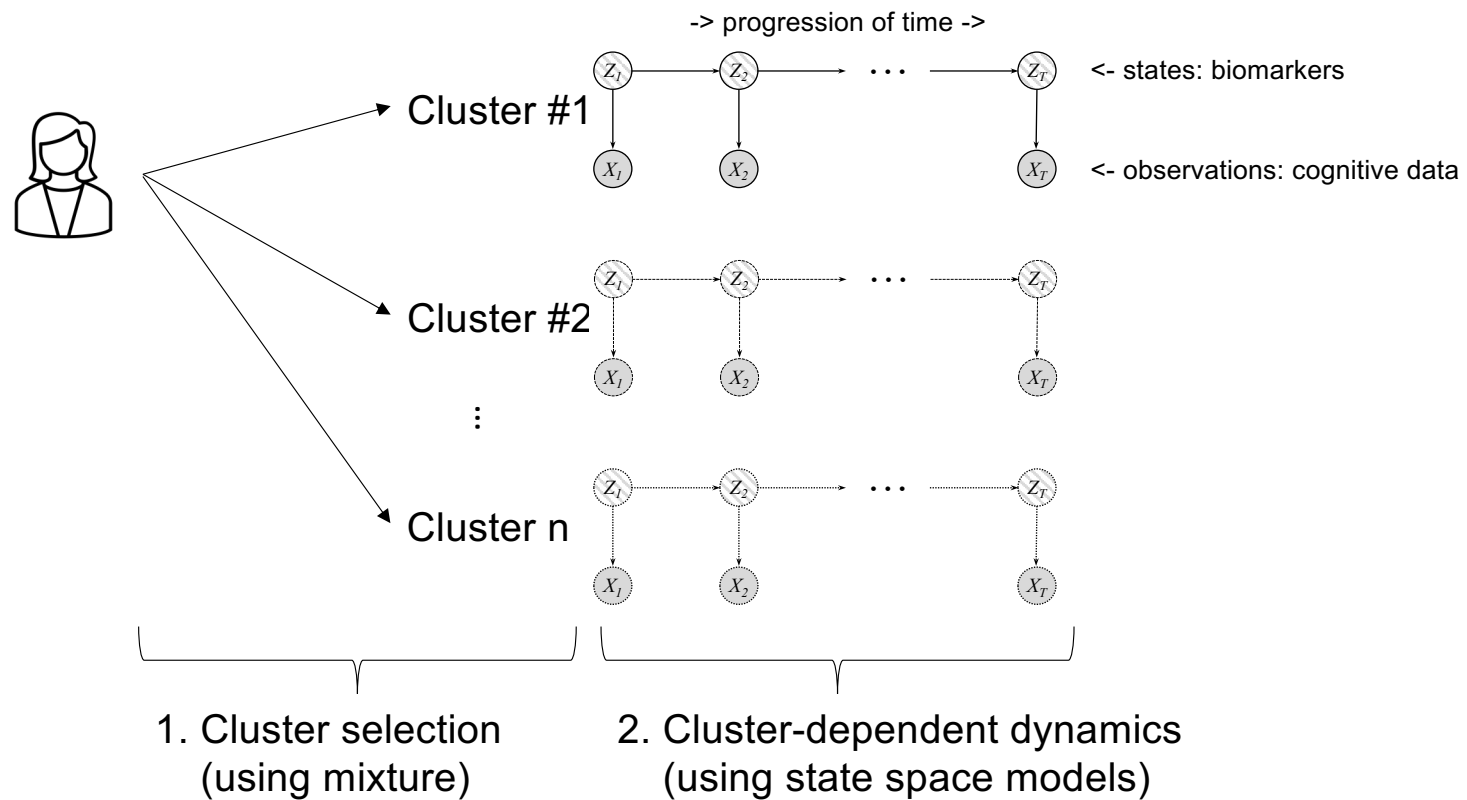 -> progression of time ->
Z1 Z2 ... ZT
<- states: biomarkers
Cluster #1
X1 X2 XT
<- observations: cognitive data
Z1 Z2 ... ZT
Cluster #2
X1 X2 XT
...
Z1 Z2 ... ZT
Cluster n
X1 X2 XT
1. Cluster selection
(using mixture)
2. Cluster-dependent dynamics
(using state space models)